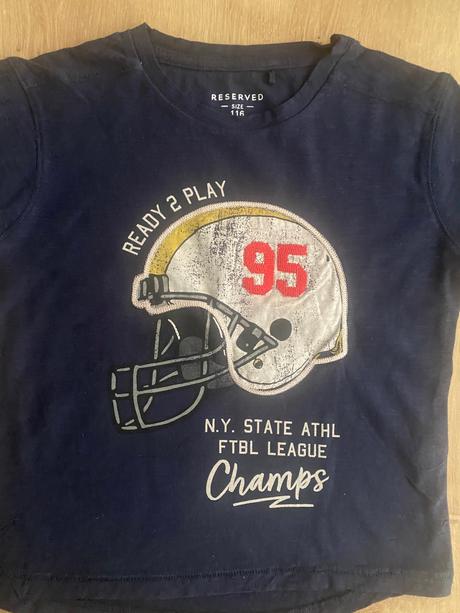 RESERVED
SIZE
116
READY 2 PLAY
95
N.Y. STATE ATHL
FTBL LEAGUE
Champs